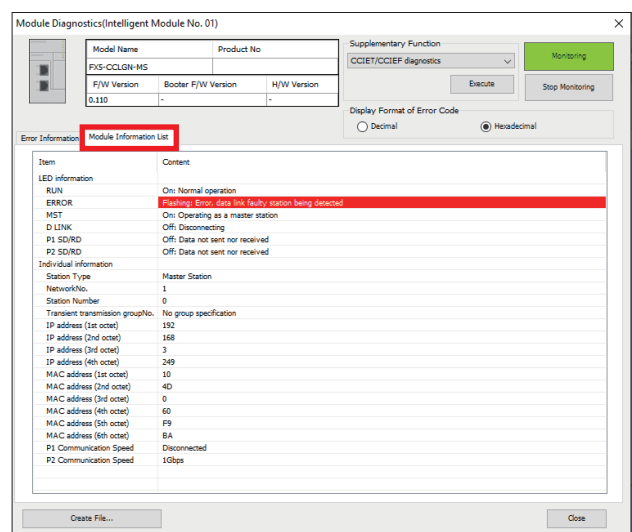 Module Diagnostics(Intelligent Module No. 01)
Model Name Product No
FX5-CCLGN-MS
F/W Version Booter F/W Version H/W Version
0.110 - -
Supplementary Function
CCIET/CCIEF diagnostics
Execute
Monitoring
Stop Monitoring
Display Format of Error Code
Decimal Hexadecimal
Error Information Module Information List
Item Content
LED information
RUN On: Normal operation
ERROR Flashing: Error, data link faulty station being detected
MST On: Operating as a master station
D LINK Off: Disconnecting
P1 SD/RD Off: Data not sent nor received
P2 SD/RD Off: Data not sent nor received
Individual information
Station Type Master Station
NetworkNo. 1
Station Number 0
Transient transmission groupNo. No group specification
IP address (1st octet) 192
IP address (2nd octet) 168
IP address (3rd octet) 3
IP address (4th octet) 249
MAC address (1st octet) 10
MAC address (2nd octet) 4D
MAC address (3rd octet) 0
MAC address (4th octet) 60
MAC address (5th octet) F9
MAC address (6th octet) BA
P1 Communication Speed Disconnected
P2 Communication Speed 1Gbps
Create File... Close